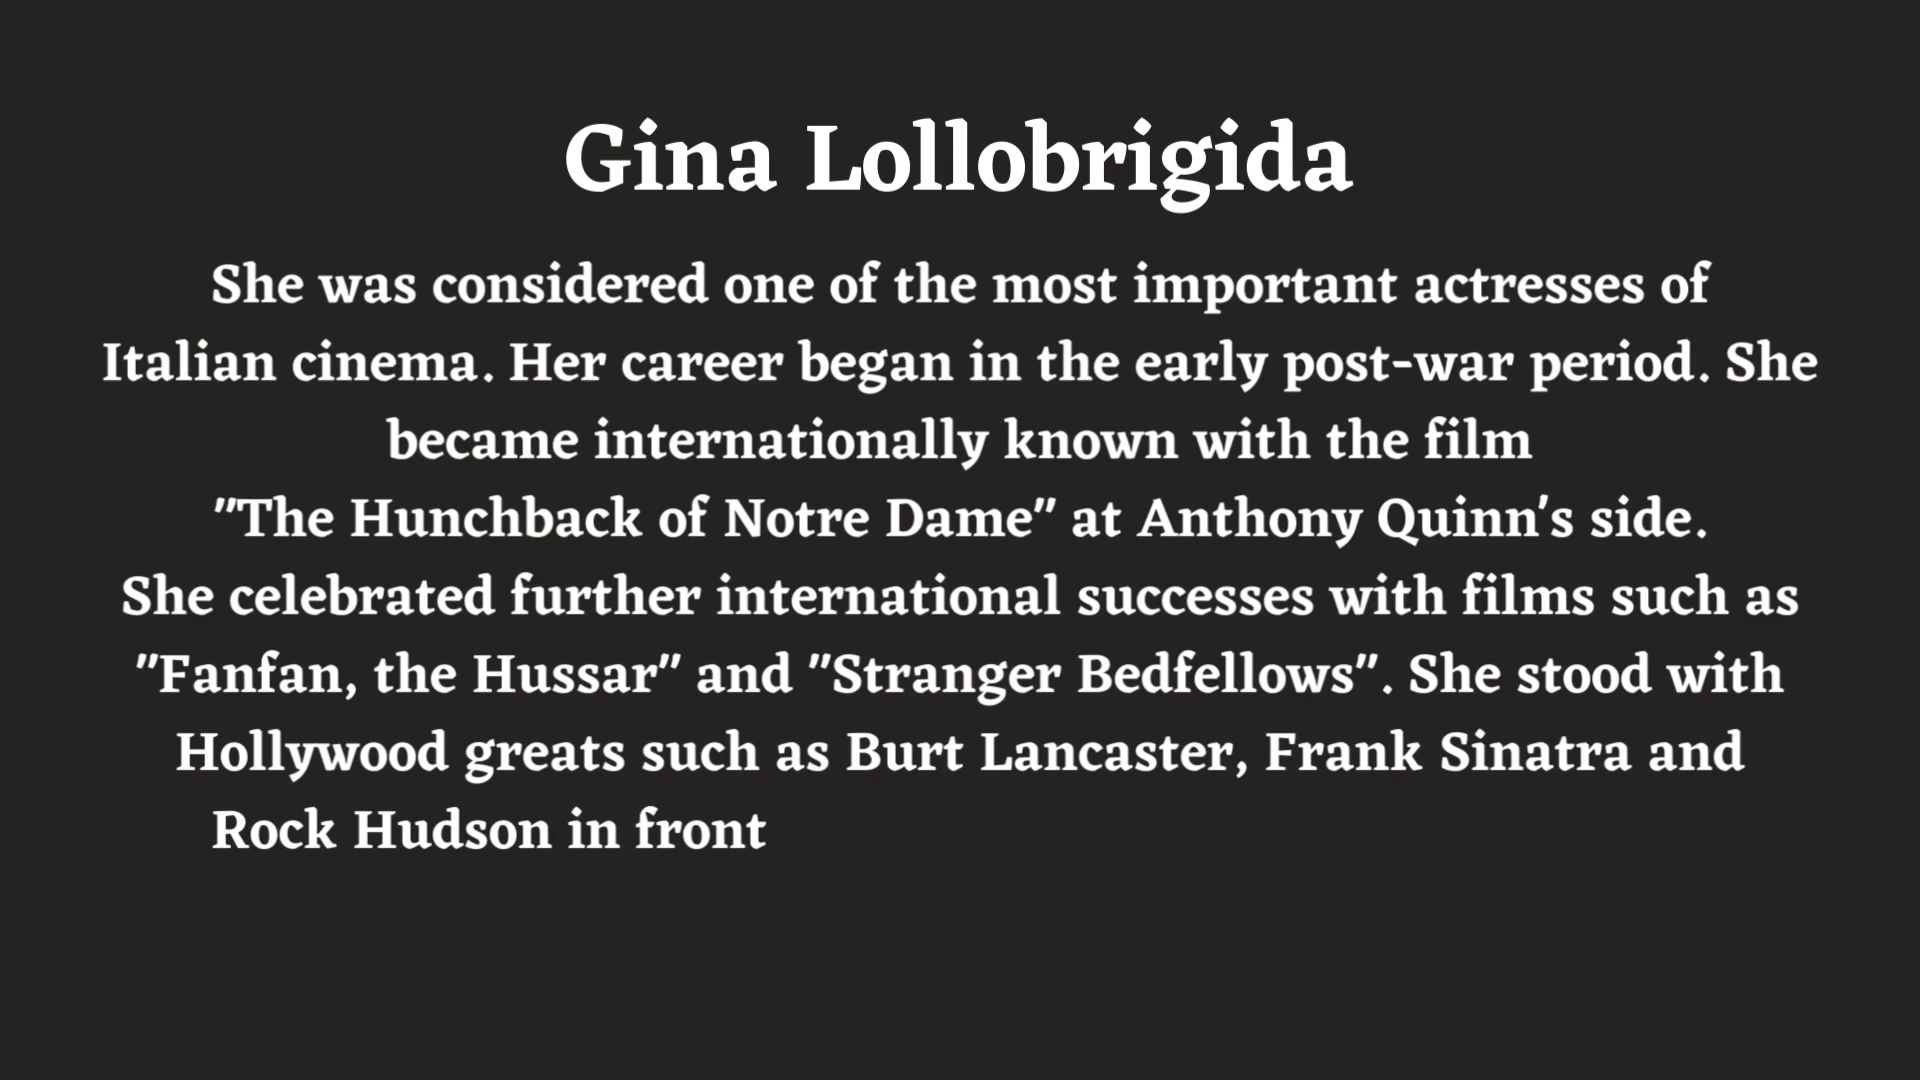 Gina Lollobrigida
She was considered one of the most important actresses of
Italian cinema. Her career began in the early post-war period. She
became internationally known with the film
"The Hunchback of Notre Dame" at Anthony Quinn's side.
She celebrated further international successes with films such as
"Fanfan, the Hussar" and "Stranger Bedfellows". She stood with
Hollywood greats such as Burt Lancaster, Frank Sinatra and
Rock Hudson in front